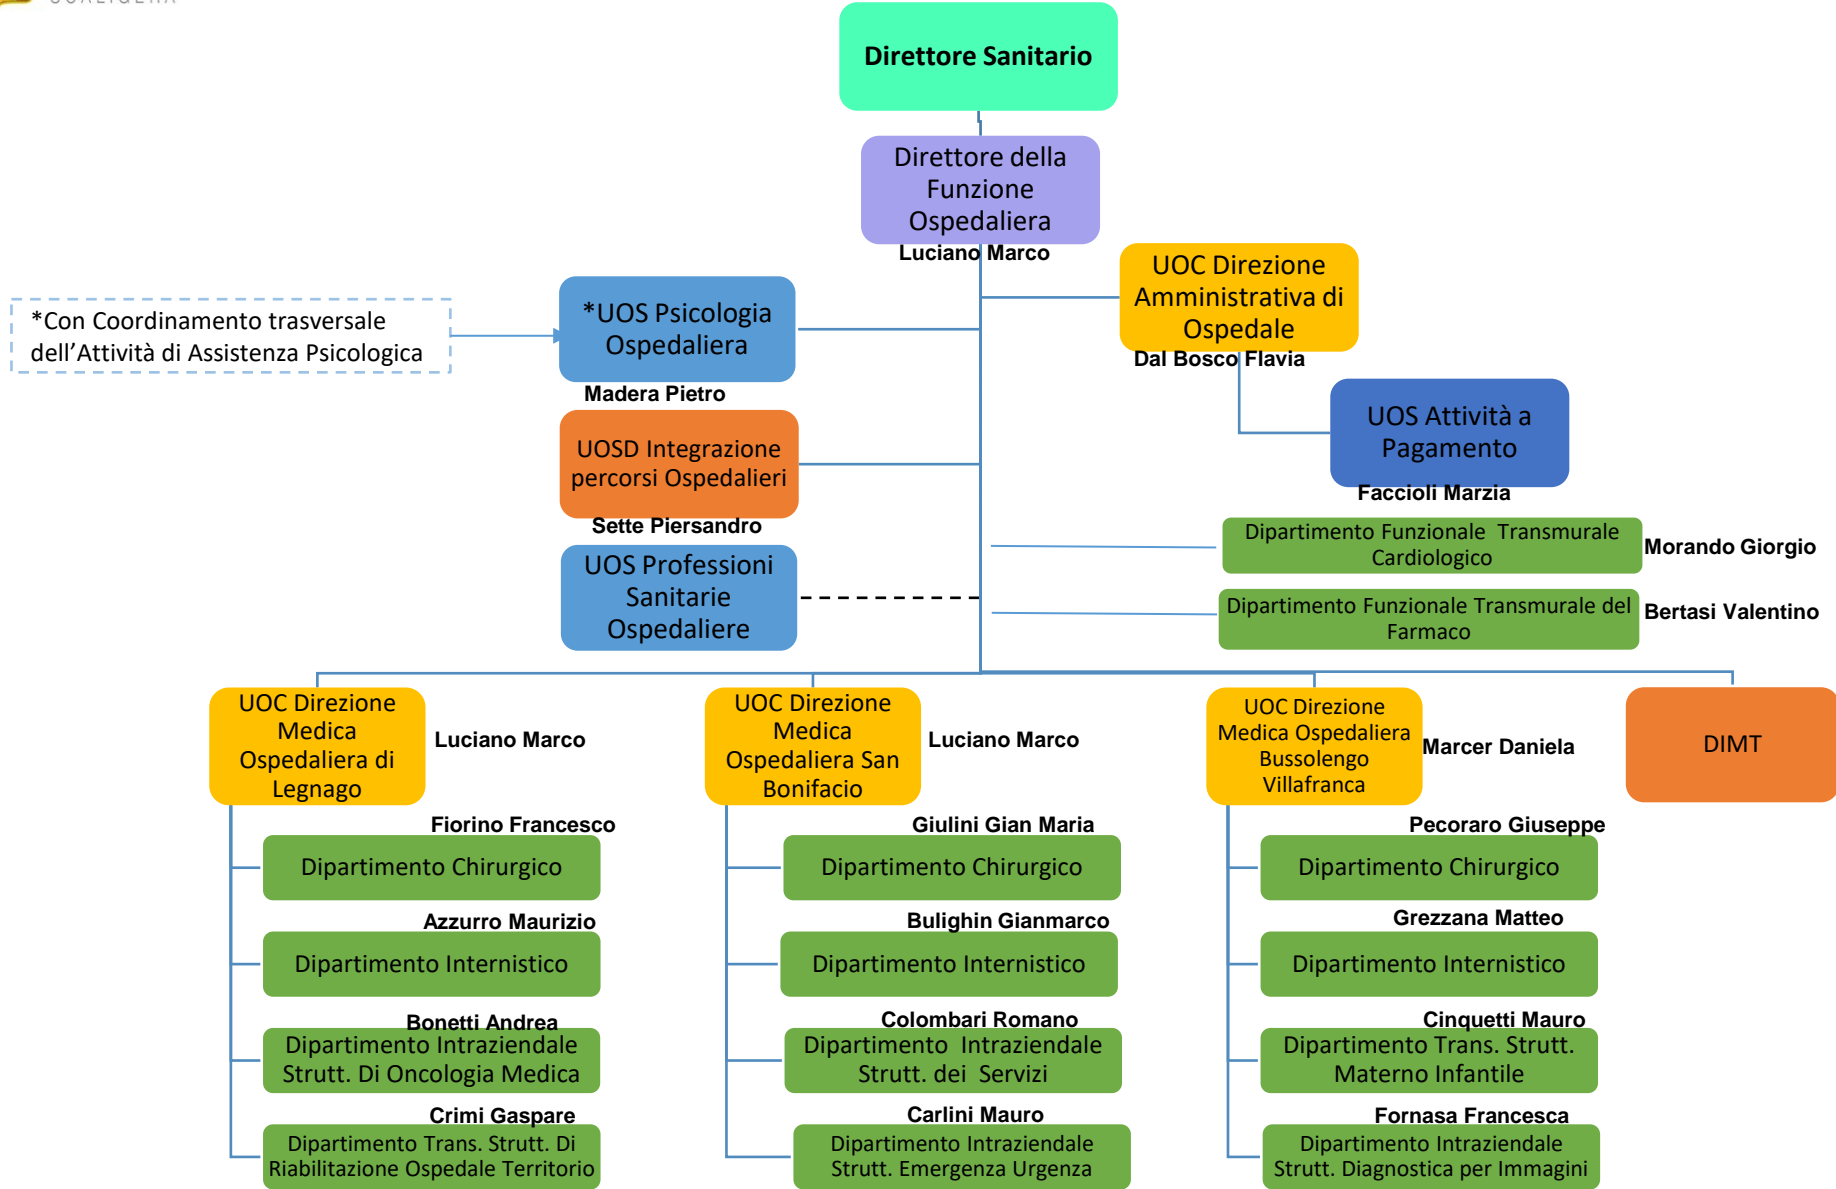 Direttore Sanitario
Direttore della
Funzione
Ospedaliera
Luciano Marco
UOC Direzione
Amministrativa di
Ospedale
Dal Bosco Flavia
*Con Coordinamento trasversale
dell'Attività di Assistenza Psicologica
*UOS Psicologia
Ospedaliera
Madera Pietro
UOS Attività a
Pagamento
Faccioli Marzia
UOSD Integrazione
percorsi Ospedalieri
Sette Piersandro
Dipartimento Funzionale Transmurale
Cardiologico
Morando Giorgio
UOS Professioni
Sanitarie
Ospedaliere
Dipartimento Funzionale Transmurale del
Farmaco
Bertasi Valentino
UOC Direzione
Medica
Ospedaliera di
Legnago
Luciano Marco
UOC Direzione
Medica
Ospedaliera San
Bonifacio
Luciano Marco
UOC Direzione
Medica Ospedaliera
Bussolengo
Villafranca
Marcer Daniela
DIMT
Fiorino Francesco
Dipartimento Chirurgico
Azzurro Maurizio
Dipartimento Internistico
Bonetti Andrea
Dipartimento Intraziendale
Strutt. Di Oncologia Medica
Crimi Gaspare
Dipartimento Trans. Strutt. Di
Riabilitazione Ospedale Territorio
Giulini Gian Maria
Dipartimento Chirurgico
Bulighin Gianmarco
Dipartimento Internistico
Colombari Romano
Dipartimento Intraziendale
Strutt. dei Servizi
Carlini Mauro
Dipartimento Intraziendale
Strutt. Emergenza Urgenza
Pecoraro Giuseppe
Dipartimento Chirurgico
Grezzana Matteo
Dipartimento Internistico
Cinquetti Mauro
Dipartimento Trans. Strutt.
Materno Infantile
Fornasa Francesca
Dipartimento Intraziendale
Strutt. Diagnostica per Immagini